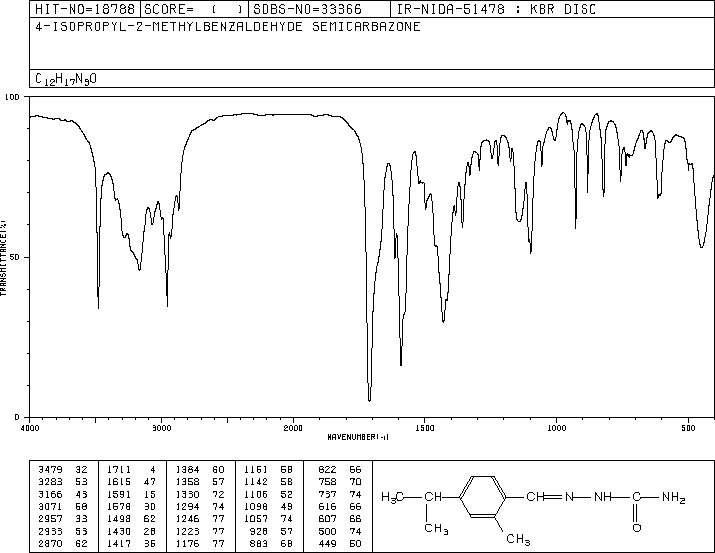 HIT-NO=18788 SCORE= ( ) SDBS-NO=33366 IR-NIDA-51478 : KBR DISC
4-ISOPROPYL-2-METHYLBENZALDEHYDE SEMICARBAZONE
C12H17N3O
100
50
0
TRANSMITTANCE(%)
4000 3000 2000 1500 1000 500
WAVENUMBER(-1)
3479 32 1711 4 1384 60 1151 58 822 66
3283 53 1615 47 1358 57 1142 58 758 70
3166 43 1591 15 1330 72 1106 52 737 74
3071 58 1578 30 1294 74 1098 49 616 66
2957 33 1498 62 1246 77 1057 74 607 66
2933 53 1430 28 1223 77 928 57 500 74
2870 62 1417 35 1176 77 883 68 449 50
H3C CH CH N NH C NH2
CH3 CH3 O